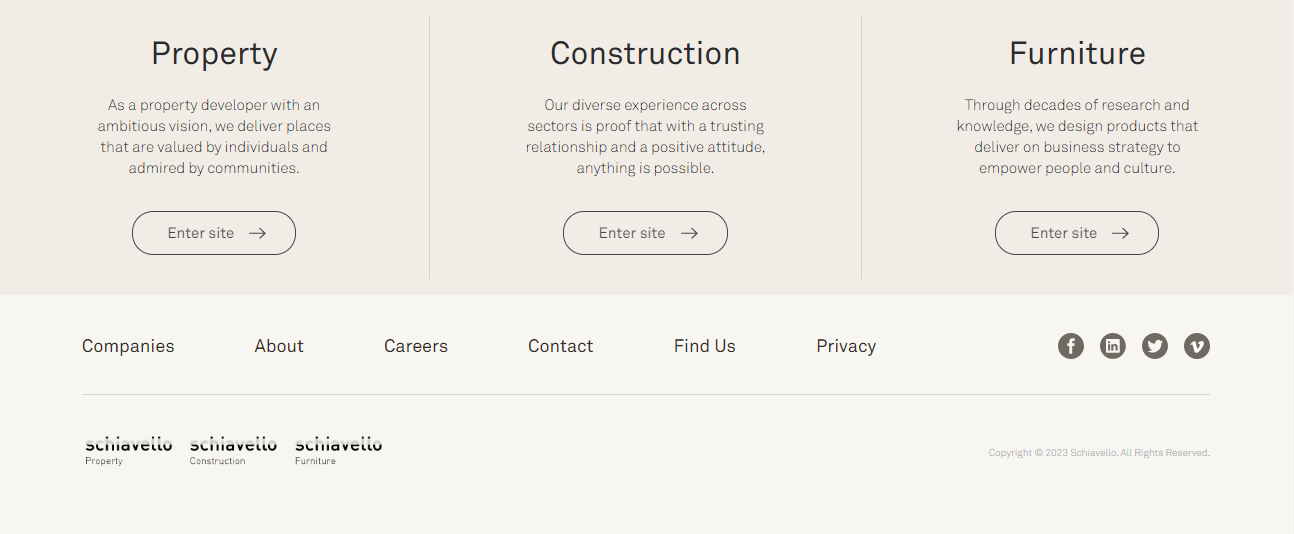 Property
As a property developer with an
ambitious vision, we deliver places
that are valued by individuals and
admired by communities.
Enter site
Construction
Our diverse experience across
sectors is proof that with a trusting
relationship and a positive attitude,
anything is possible.
Enter site
Furniture
Through decades of research and
knowledge, we design products that
deliver on business strategy to
empower people and culture.
Enter site
Companies About Careers Contact Find Us Privacy
schiavello
Property
schiavello
Construction
schiavello
Furniture
Copyright © 2023 Schiavello. All Rights Reserved.